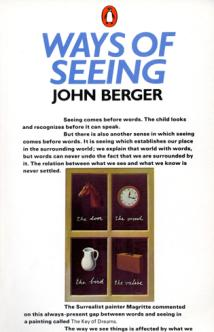 WAYS OF
SEEING
JOHN BERGER
Seeing comes before words. The child looks
and recognizes before it can speak.
But there is also another sense in which seeing
comes before words. It is seeing which establishes our place
in the surrounding world; we explain that world with words,
but words can never undo the fact that we are surrounded by
it. The relation between what we see and what we know is
never settled.
the door
the wind
the bird
the valise
The Surrealist painter Magritte commented
on this always-present gap between words and seeing in
a painting called The Key of Dreams.
The way we see things is affected by what we